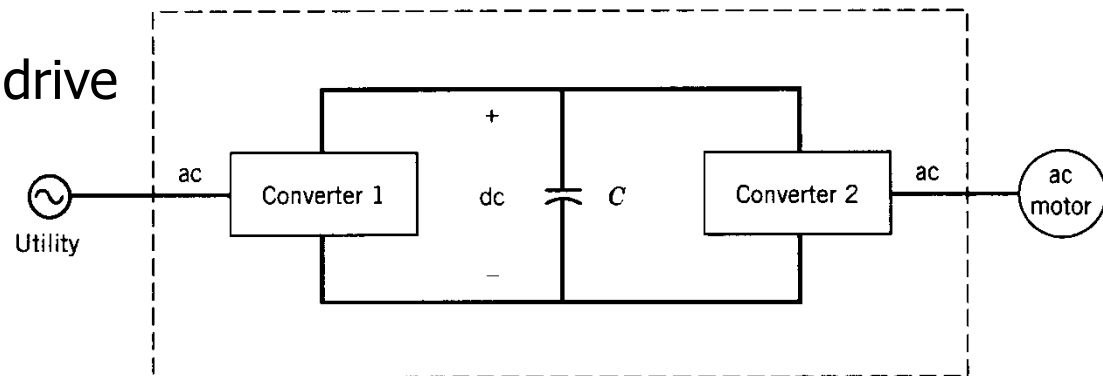 drive
ac
Converter 1
+
dc
−
C
Converter 2
ac
ac
motor
Utility